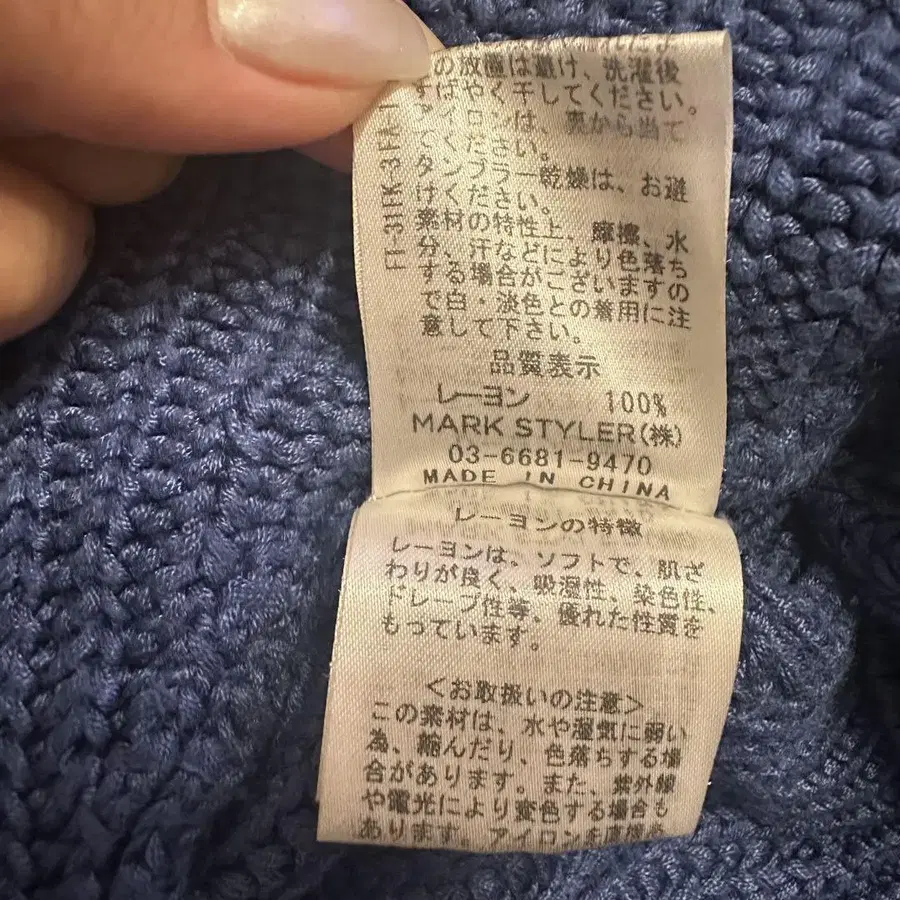 の放置は避け、洗濯後
すばやく干してください。
アイロンは、裏から当て
てください。
タンブラー乾燥は、お避
けください。
素材の特性上、摩擦、水
分、汗などにより色落ち
する場合がございますの
で白・淡色との着用に注
意して下さい。
品質表示
レーヨン 100%
MARK STYLER(株)
03-6681-9470
MADE IN CHINA
レーヨンの特徴
レーヨンは、ソフトで、肌ざ
わりが良く、吸湿性、染色性、
ドレープ性等、優れた性質を
もっています。
<お取扱いの注意>
この素材は、水や湿気に弱い
為、縮んだり、色落ちする場
合があります。また、紫外線
や電光により変色する場合も
あります。アイロンを直接